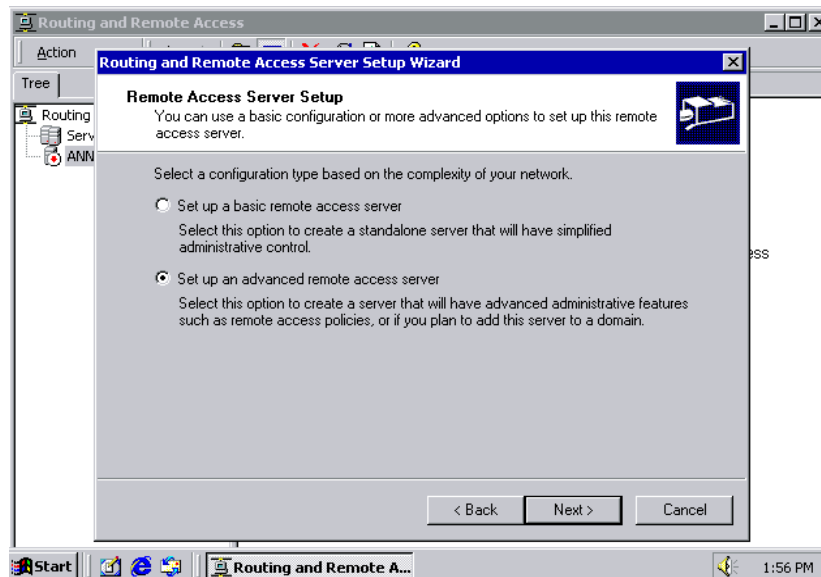 Routing and Remote Access
Action
Routing and Remote Access Server Setup Wizard
Tree
Remote Access Server Setup
You can use a basic configuration or more advanced options to set up this remote
access server.
Routing
Serv
ANN
Select a configuration type based on the complexity of your network.
Set up a basic remote access server
Select this option to create a standalone server that will have simplified
administrative control.
ess
Set up an advanced remote access server
Select this option to create a server that will have advanced administrative features
such as remote access policies, or if you plan to add this server to a domain.
< Back
Next >
Cancel
Start
Routing and Remote A...
1:56 PM